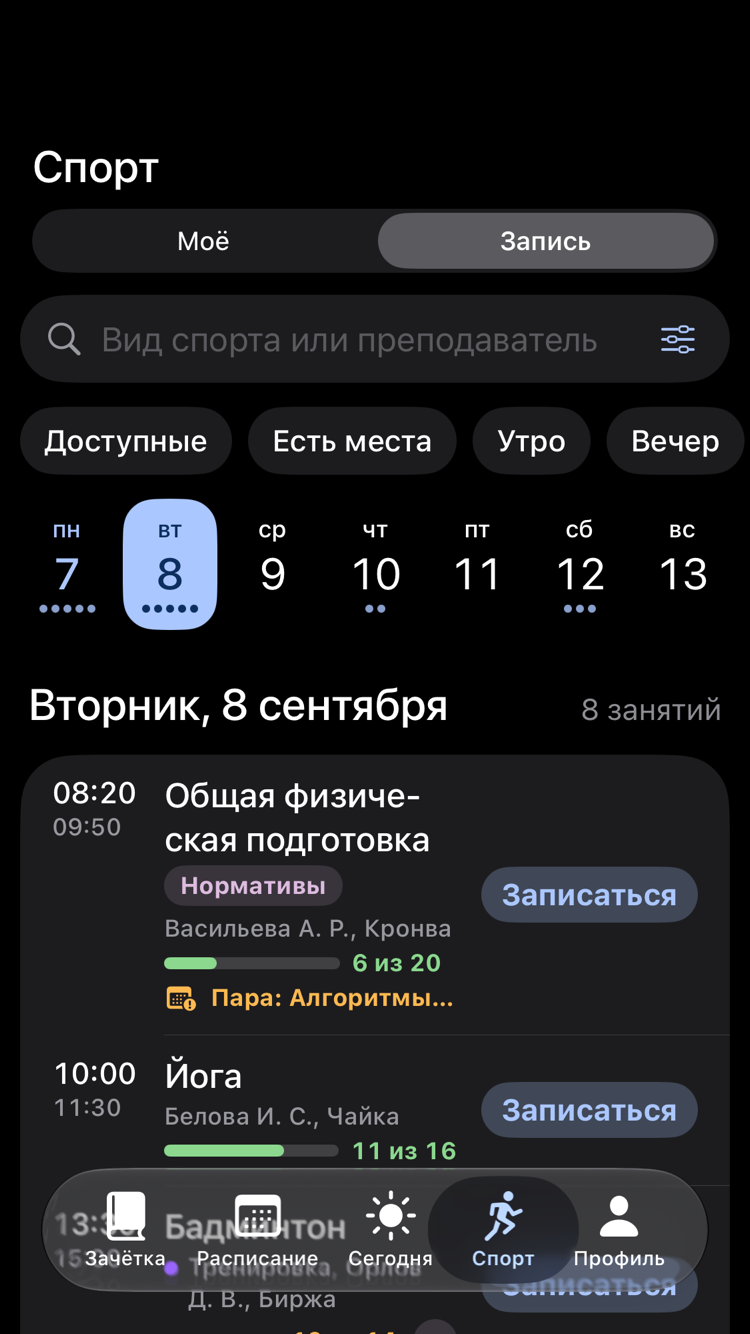 Спорт
Моё
Запись
Вид спорта или преподаватель
Доступные
Есть места
Утро
Вечер
пн вт ср чт пт сб вс
7 8 9 10 11 12 13
Вторник, 8 сентября
8 занятий
08:20
09:50
Общая физиче-
ская подготовка
Нормативы
Васильева А. Р., Кронва
6 из 20
Пара: Алгоритмы...
Записаться
10:00
11:30
Йога
Белова И. С., Чайка
11 из 16
Записаться
Бадминтон
Тренировка, Орлов
Д. В., Биржа
Записаться
Зачётка
Расписание
Сегодня
Спорт
Профиль